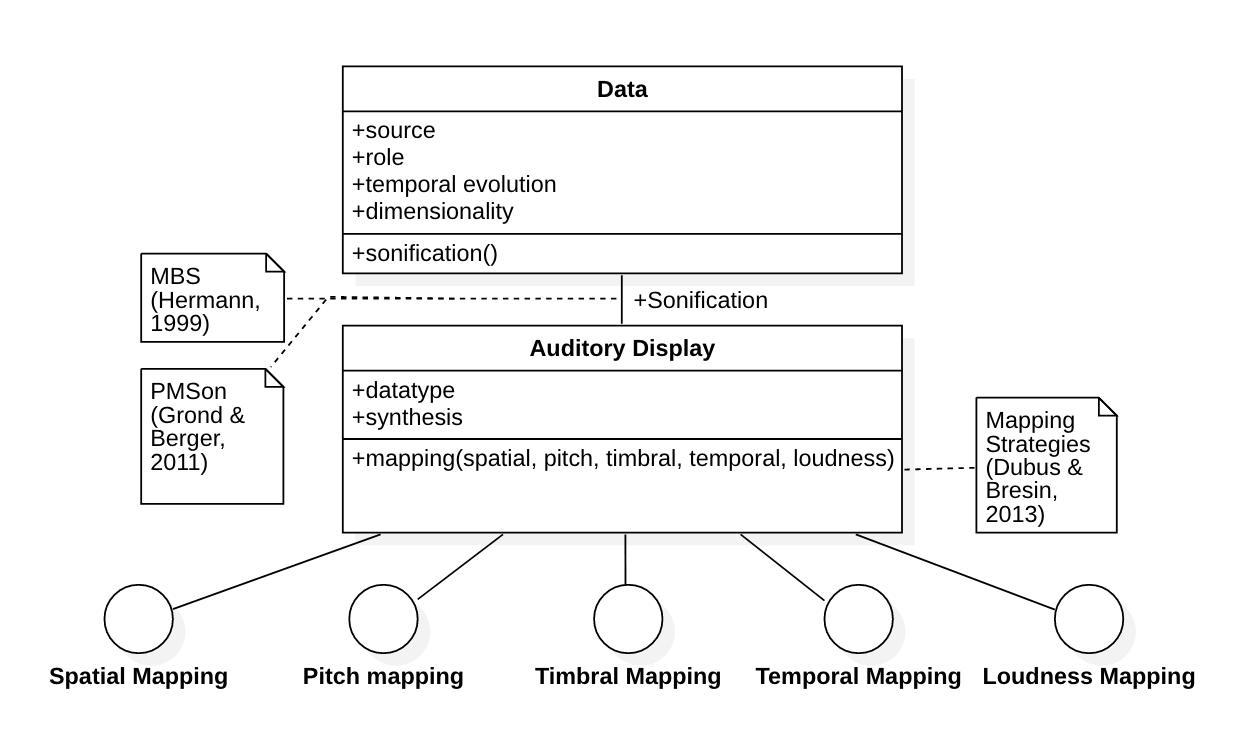 Data
+source
+role
+temporal evolution
+dimensionality
+sonification()
MBS
(Hermann,
1999)
+Sonification
Auditory Display
+datatype
+synthesis
+mapping(spatial, pitch, timbral, temporal, loudness)
PMSon
(Grond &
Berger,
2011)
Mapping
Strategies
(Dubus &
Bresin,
2013)
Spatial Mapping
Pitch mapping
Timbral Mapping
Temporal Mapping
Loudness Mapping